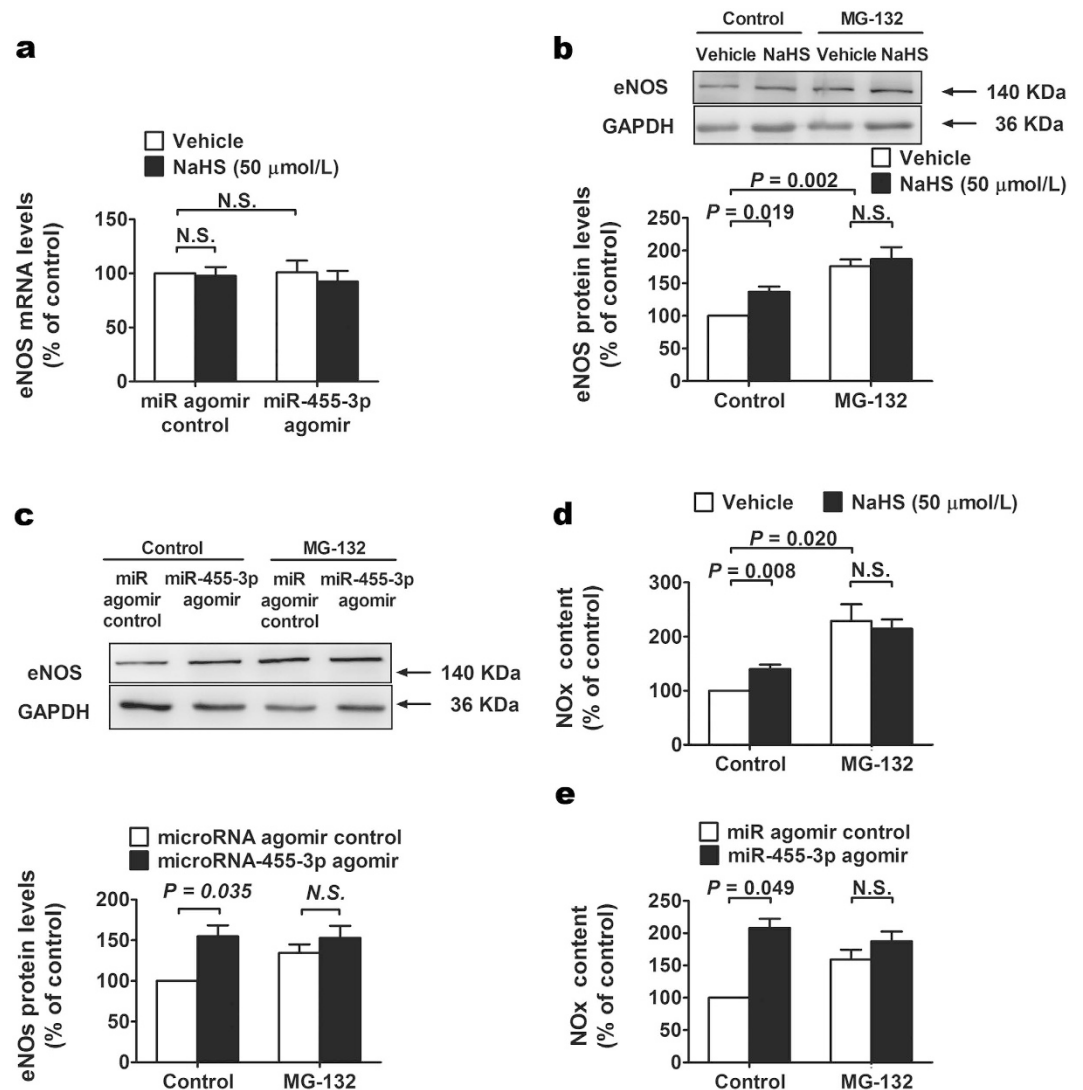 a
Vehicle
NaHS (50 μmol/L)
N.S.
N.S.
150
100
50
0
eNOS mRNA levels
(% of control)
miR agomir
control
miR-455-3p
agomir
b
Control
MG-132
Vehicle NaHS
Vehicle NaHS
eNOS
140 KDa
GAPDH
36 KDa
Vehicle
NaHS (50 μmol/L)
P = 0.002
P = 0.019
N.S.
250
200
150
100
50
0
eNOS protein levels
(% of control)
Control
MG-132
c
Control
MG-132
miR
agomir
control
miR-455-3p
agomir
miR
agomir
control
miR-455-3p
agomir
eNOS
140 KDa
GAPDH
36 KDa
microRNA agomir control
microRNA-455-3p agomir
P = 0.035
N.S.
200
150
100
50
0
eNOs protein levels
(% of control)
Control
MG-132
d
Vehicle
NaHS (50 μmol/L)
P = 0.020
P = 0.008
N.S.
300
200
100
0
NOx content
(% of control)
Control
MG-132
e
miR agomir control
miR-455-3p agomir
P = 0.049
N.S.
250
200
150
100
50
0
NOx content
(% of control)
Control
MG-132